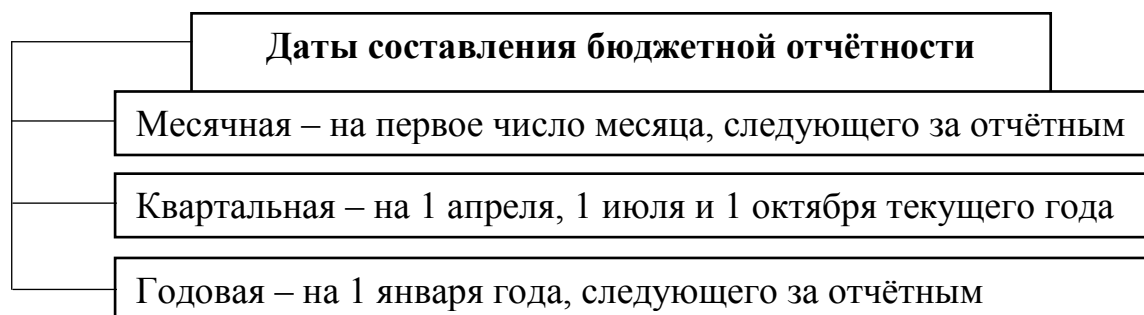 Даты составления бюджетной отчётности
Месячная – на первое число месяца, следующего за отчётным
Квартальная – на 1 апреля, 1 июля и 1 октября текущего года
Годовая – на 1 января года, следующего за отчётным